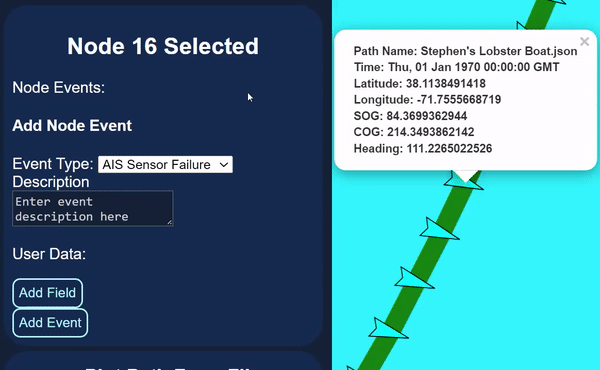 Node 16 Selected
Node Events:
Add Node Event
Event Type: AIS Sensor Failure
Description
Enter event
description here
User Data:
Add Field
Add Event
Path Name: Stephen's Lobster Boat.json
Time: Thu, 01 Jan 1970 00:00:00 GMT
Latitude: 38.1138491418
Longitude: -71.7555668719
SOG: 84.3699362944
COG: 214.3493862142
Heading: 111.2265022526